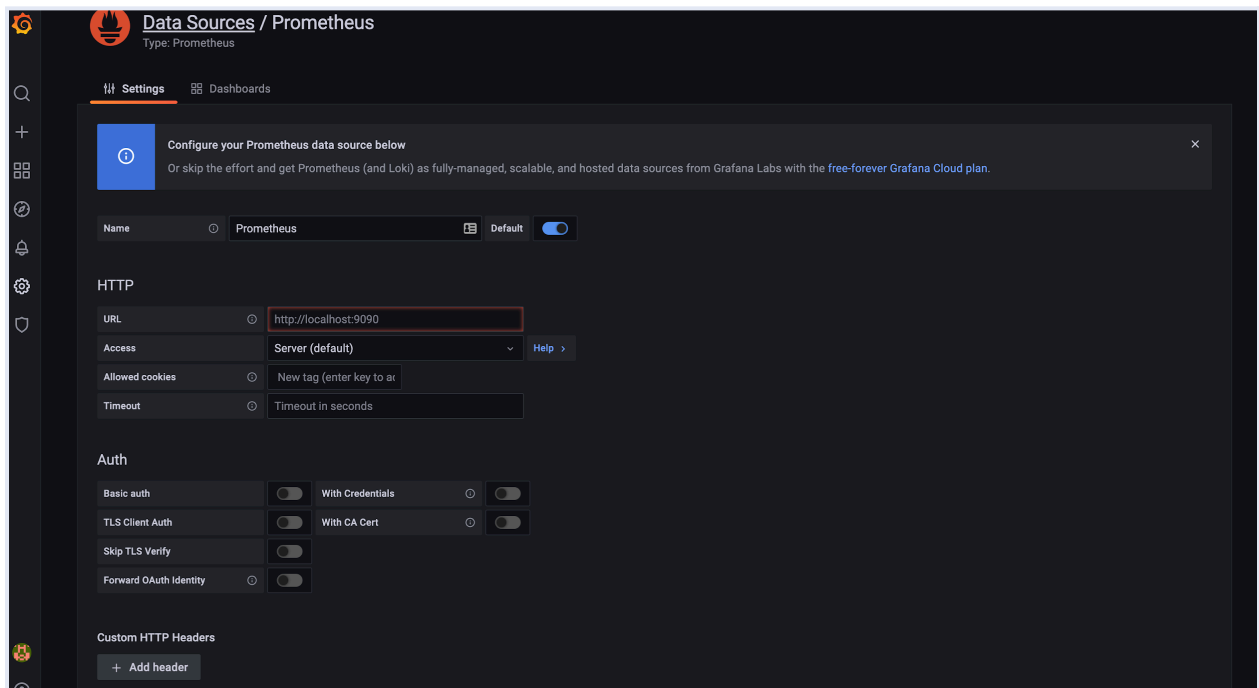 Data Sources / Prometheus
Type: Prometheus
Settings Dashboards
Configure your Prometheus data source below
Or skip the effort and get Prometheus (and Loki) as fully-managed, scalable, and hosted data sources from Grafana Labs with the free-forever Grafana Cloud plan.
Name Prometheus Default
HTTP
URL http://localhost:9090
Access Server (default) Help >
Allowed cookies New tag (enter key to ac
Timeout Timeout in seconds
Auth
Basic auth With Credentials
TLS Client Auth With CA Cert
Skip TLS Verify
Forward OAuth Identity
Custom HTTP Headers
+ Add header